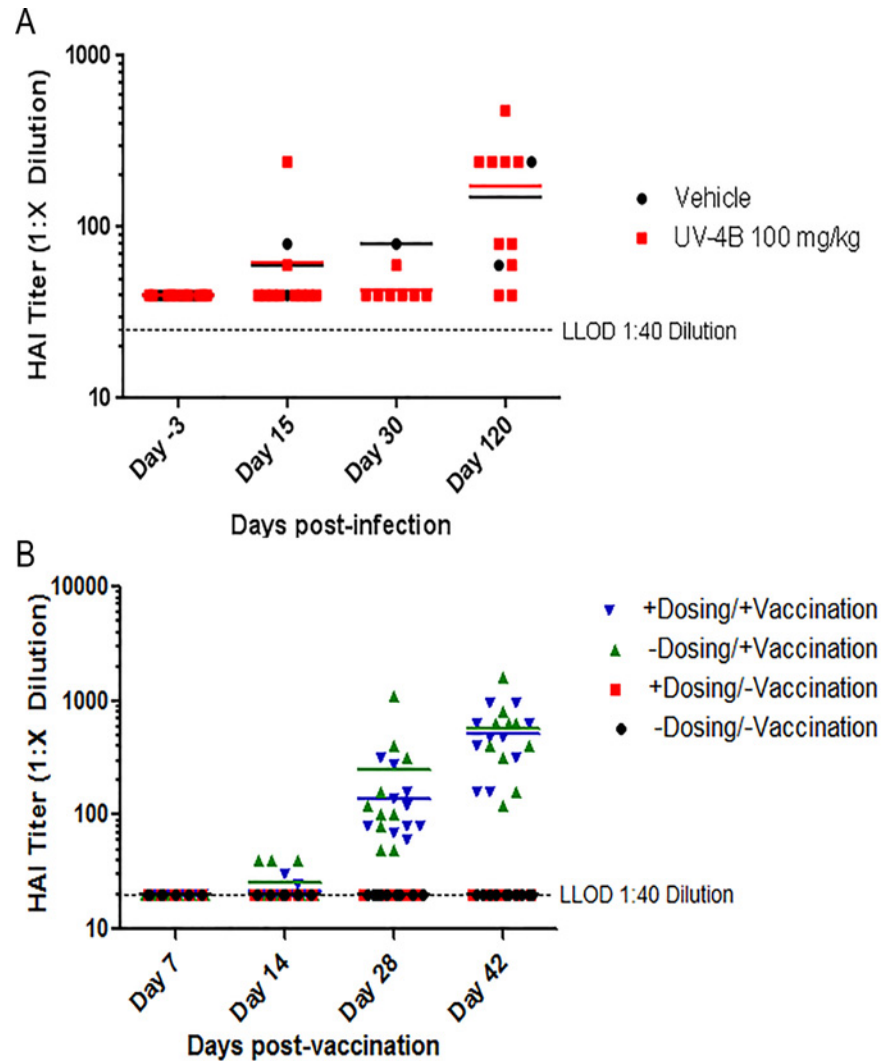 A
HAI Titer (1:X Dilution)
1000
100
10
Vehicle
UV-4B 100 mg/kg
LLOD 1:40 Dilution
Day -3
Day 15
Day 30
Day 120
Days post-infection
B
HAI Titer (1:X Dilution)
10000
1000
100
10
+Dosing/+Vaccination
-Dosing/+Vaccination
+Dosing/-Vaccination
-Dosing/-Vaccination
LLOD 1:40 Dilution
Day 7
Day 14
Day 28
Day 42
Days post-vaccination